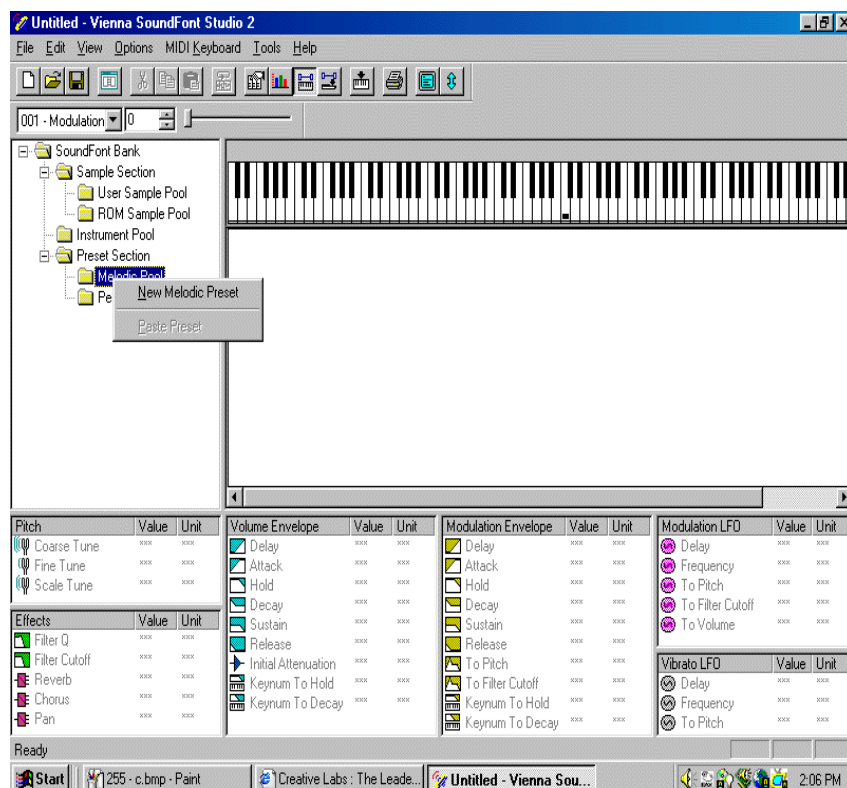 Untitled - Vienna SoundFont Studio 2
File Edit View Options MIDI Keyboard Tools Help
001 - Modulation 0
SoundFont Bank
Sample Section
User Sample Pool
ROM Sample Pool
Instrument Pool
Preset Section
Melodic Pool
Pe
New Melodic Preset
Paste Preset
Pitch Value Unit
Coarse Tune xxx xxx
Fine Tune xxx xxx
Scale Tune xxx xxx
Effects Value Unit
Filter Q xxx xxx
Filter Cutoff xxx xxx
Reverb xxx xxx
Chorus xxx xxx
Pan xxx xxx
Volume Envelope Value Unit
Delay xxx xxx
Attack xxx xxx
Hold xxx xxx
Decay xxx xxx
Sustain xxx xxx
Release xxx xxx
Initial Attenuation xxx xxx
Keynum To Hold xxx xxx
Keynum To Decay xxx xxx
Modulation Envelope Value Unit
Delay xxx xxx
Attack xxx xxx
Hold xxx xxx
Decay xxx xxx
Sustain xxx xxx
Release xxx xxx
To Pitch xxx xxx
To Filter Cutoff xxx xxx
Keynum To Hold xxx xxx
Keynum To Decay xxx xxx
Modulation LFO Value Unit
Delay xxx xxx
Frequency xxx xxx
To Pitch xxx xxx
To Filter Cutoff xxx xxx
To Volume xxx xxx
Vibrato LFO Value Unit
Delay xxx xxx
Frequency xxx xxx
To Pitch xxx xxx
Ready
Start 255 - c.bmp - Paint Creative Labs : The Leade... Untitled - Vienna Sou... 2:06 PM